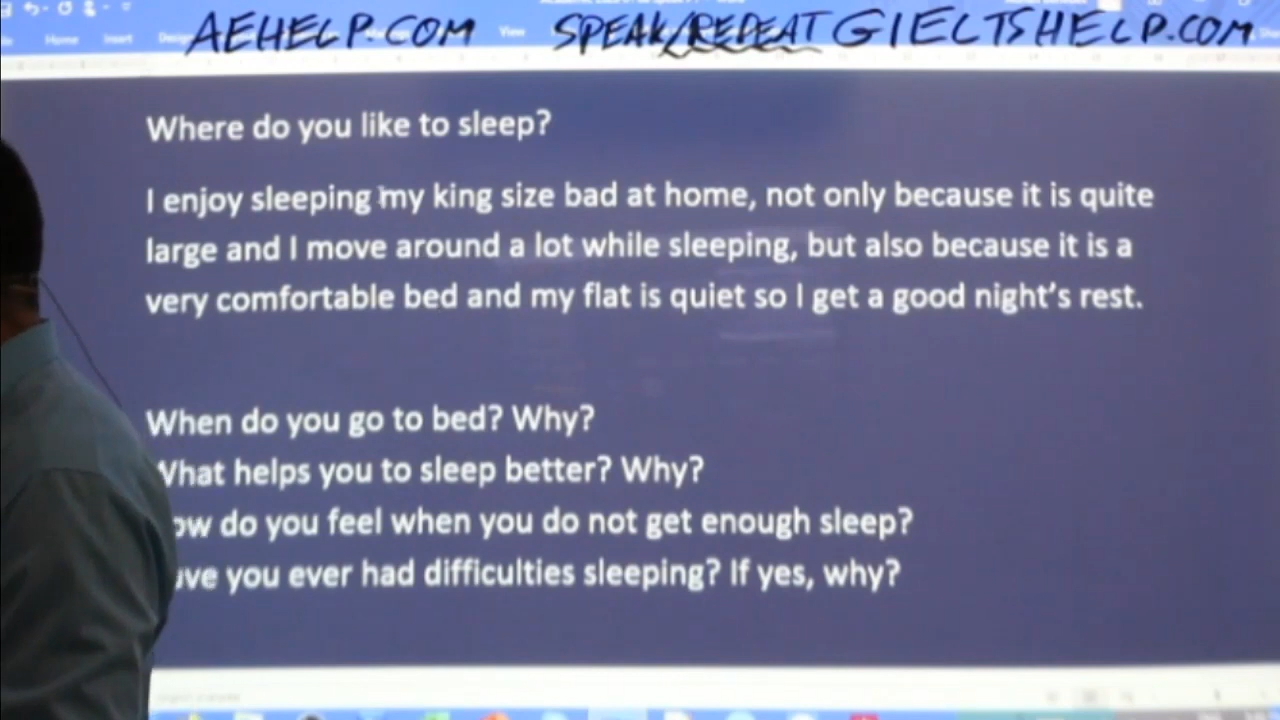 AEHELP.COM SPEAK/REPEAT GIELTSHELP.COM
Home Insert View
Where do you like to sleep?
I enjoy sleeping my king size bad at home, not only because it is quite
large and I move around a lot while sleeping, but also because it is a
very comfortable bed and my flat is quiet so I get a good night's rest.
When do you go to bed? Why?
What helps you to sleep better? Why?
ow do you feel when you do not get enough sleep?
ave you ever had difficulties sleeping? If yes, why?